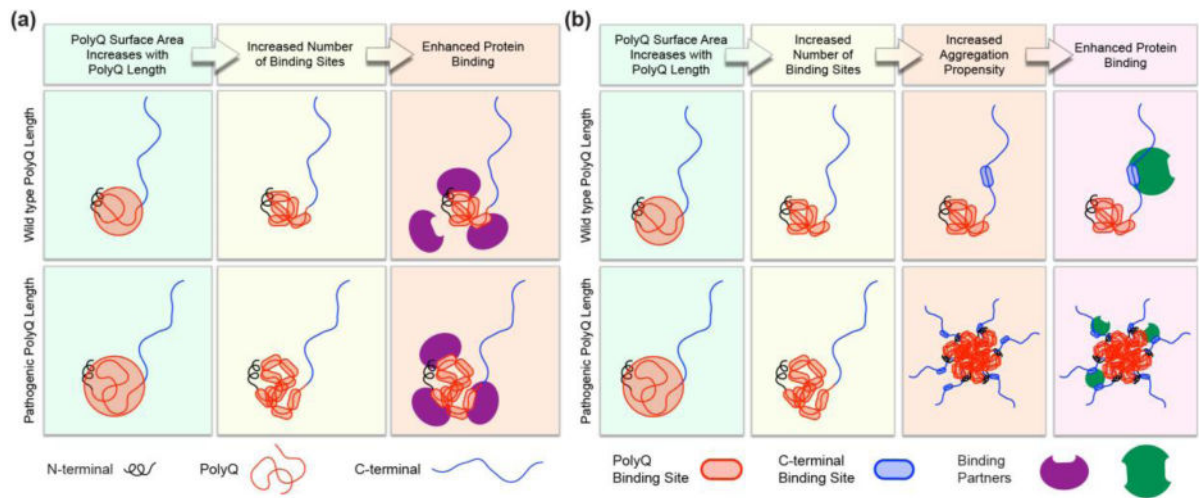 (a)
PolyQ Surface Area
Increases with
PolyQ Length
Increased Number
of Binding Sites
Enhanced Protein
Binding
Wild type PolyQ Length
Pathogenic PolyQ Length
N-terminal
PolyQ
C-terminal
(b)
PolyQ Surface Area
Increases with
PolyQ Length
Increased
Number of
Binding Sites
Increased
Aggregation
Propensity
Enhanced Protein
Binding
Wild type PolyQ Length
Pathogenic PolyQ Length
PolyQ
Binding Site
C-terminal
Binding Site
Binding
Partners